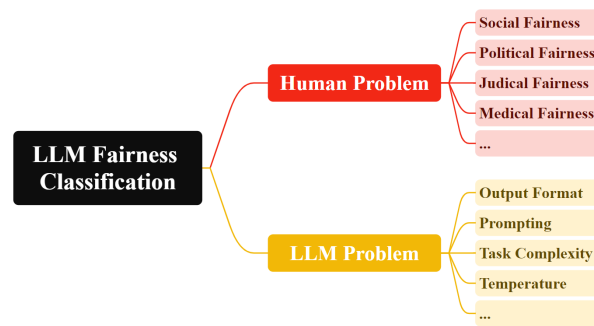 LLM Fairness
Classification
Human Problem
Social Fairness
Political Fairness
Judical Fairness
Medical Fairness
...
LLM Problem
Output Format
Prompting
Task Complexity
Temperature
...